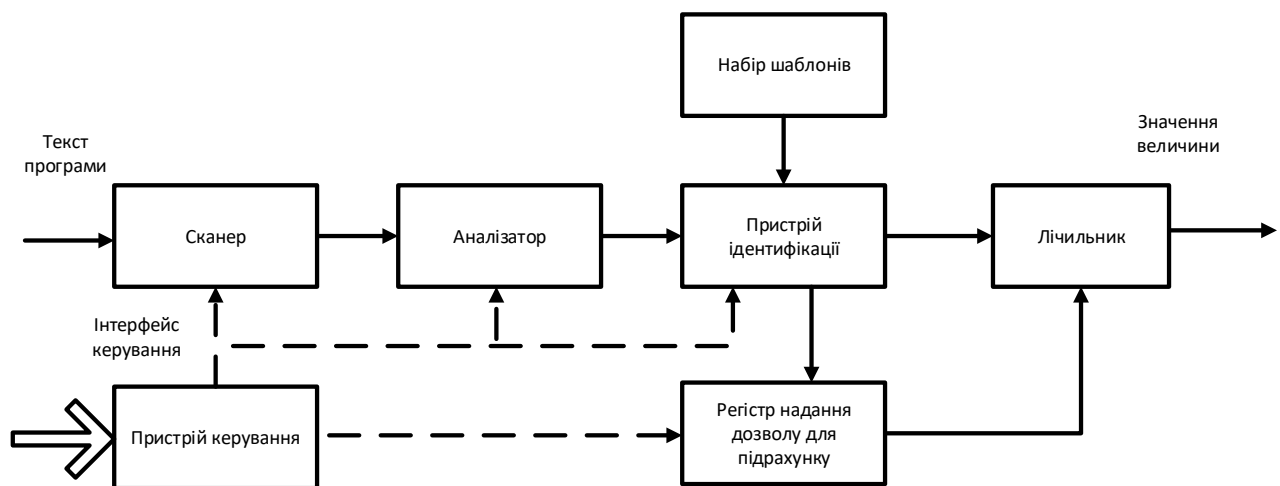 Набір шаблонів
Текст
програми
Значення
величини
Сканер
Аналізатор
Пристрій
ідентифікації
Лічильник
Інтерфейс
керування
Пристрій керування
Регістр надання
дозволу для
підрахунку